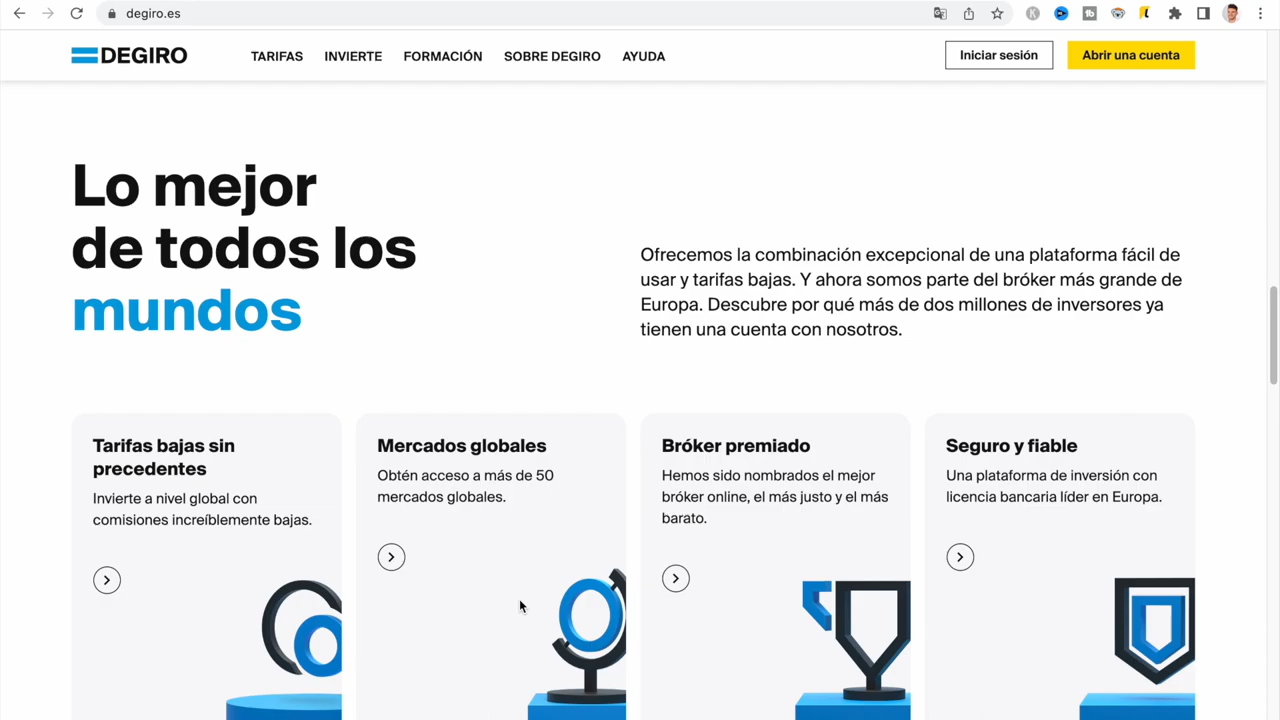 degiro.es
DEGIRO
TARIFAS
INVIERTE
FORMACIÓN
SOBRE DEGIRO
AYUDA
Iniciar sesión
Abrir una cuenta
Lo mejor
de todos los
mundos
Ofrecemos la combinación excepcional de una plataforma fácil de
usar y tarifas bajas. Y ahora somos parte del bróker más grande de
Europa. Descubre por qué más de dos millones de inversores ya
tienen una cuenta con nosotros.
Tarifas bajas sin
precedentes
Invierte a nivel global con
comisiones increíblemente bajas.
Mercados globales
Obtén acceso a más de 50
mercados globales.
Bróker premiado
Hemos sido nombrados el mejor
bróker online, el más justo y el más
barato.
Seguro y fiable
Una plataforma de inversión con
licencia bancaria líder en Europa.